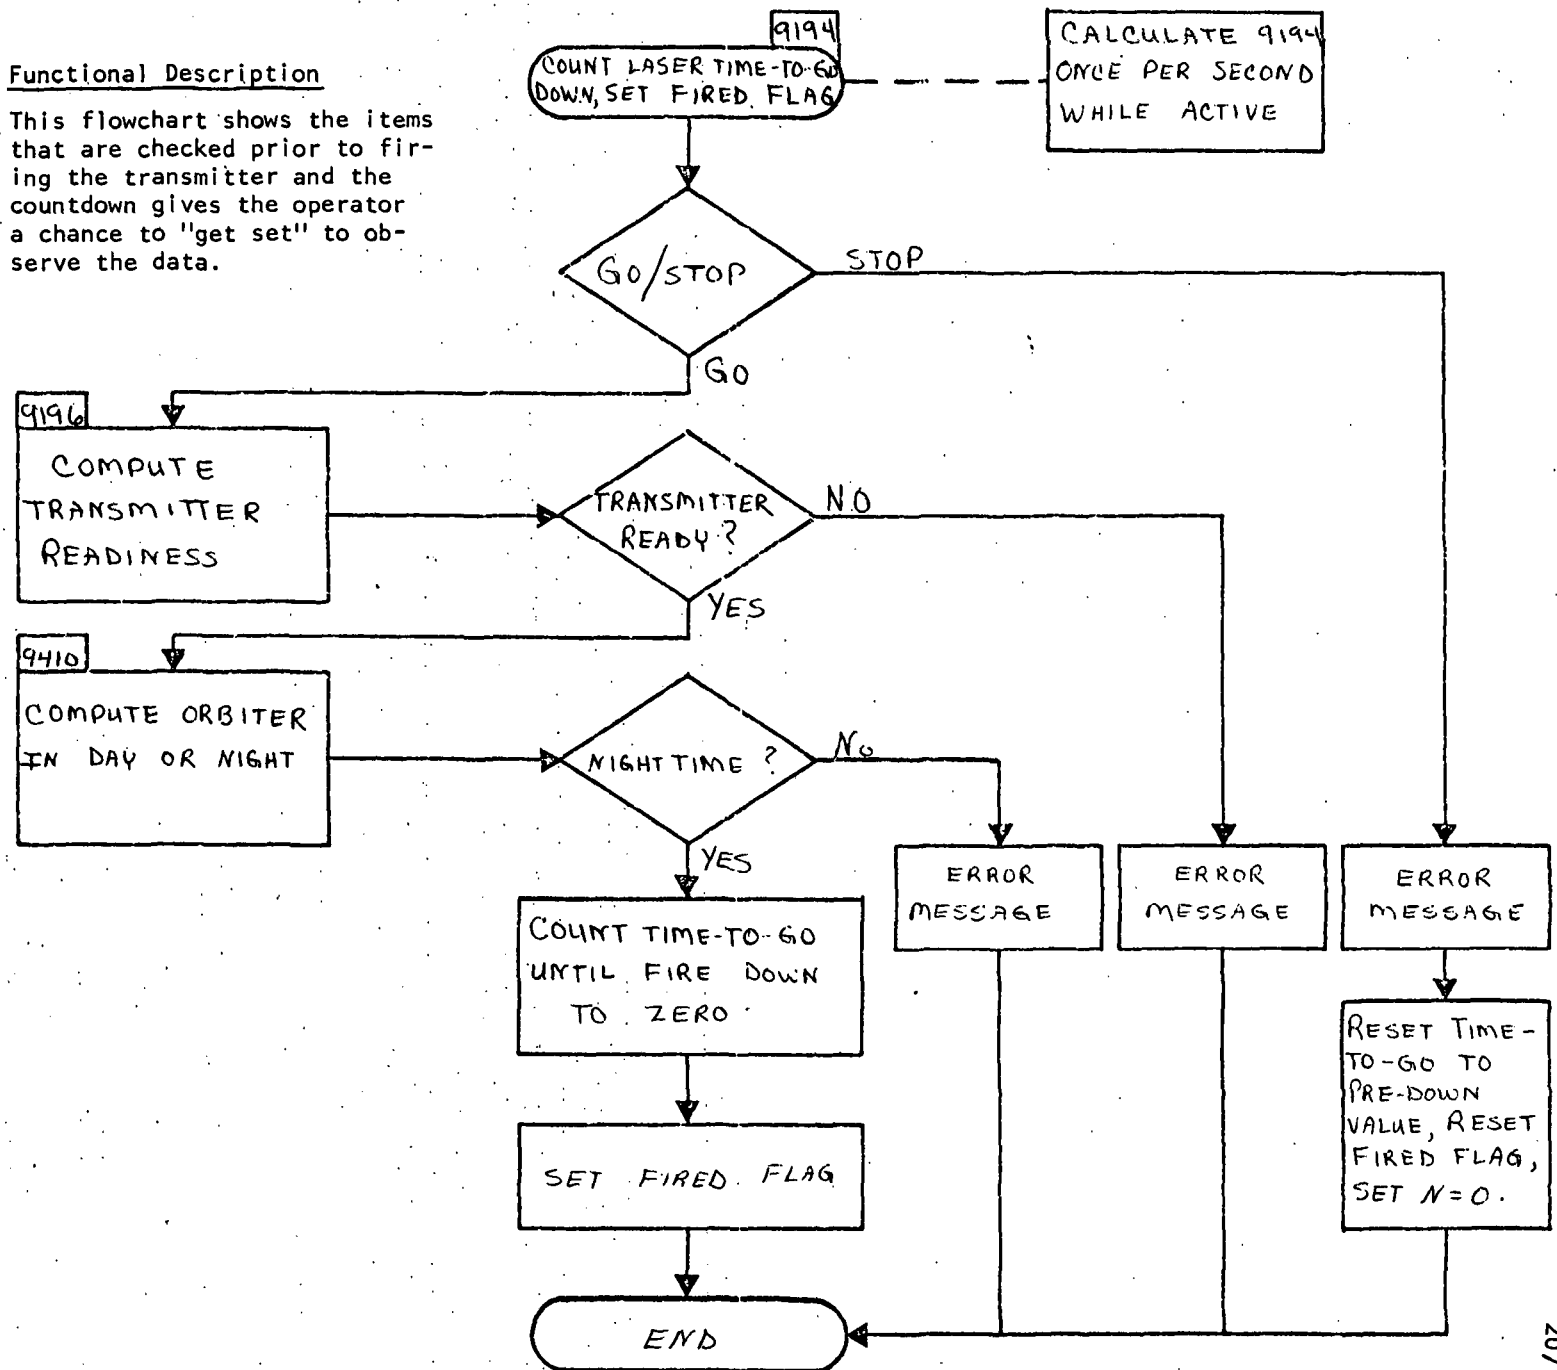 Functional Description
This flowchart shows the items
that are checked prior to fir-
ing the transmitter and the
countdown gives the operator
a chance to "get set" to ob-
serve the data.
9194
COUNT LASER TIME-TO-GO
DOWN, SET FIRED FLAG
CALCULATE 9194
ONCE PER SECOND
WHILE ACTIVE
GO/STOP
STOP
GO
9196
COMPUTE
TRANSMITTER
READINESS
TRANSMITTER
READY?
NO
YES
9410
COMPUTE ORBITER
IN DAY OR NIGHT
NIGHT TIME ?
No
YES
COUNT TIME-TO-GO
UNTIL FIRE DOWN
TO ZERO
ERROR
MESSAGE
ERROR
MESSAGE
ERROR
MESSAGE
RESET TIME-
TO-GO TO
PRE-DOWN
VALUE, RESET
FIRED FLAG,
SET N=0.
SET FIRED FLAG
END
207